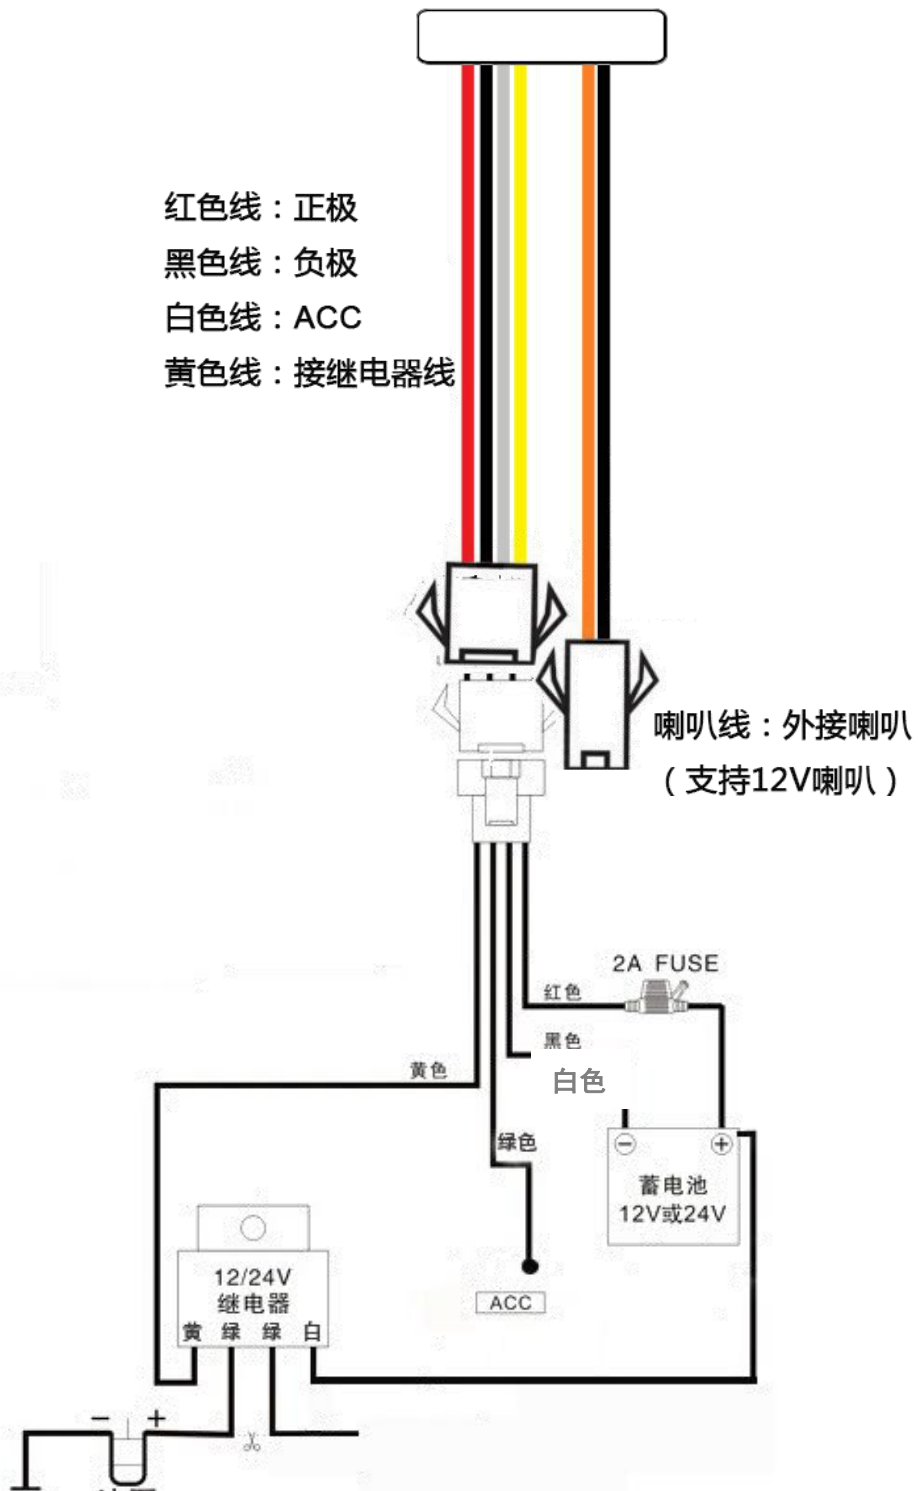 红色线：正极
黑色线：负极
白色线：ACC
黄色线：接继电器线
喇叭线：外接喇叭
（支持12V喇叭）
2A FUSE
红色
黑色
黄色
白色
绿色
− +
蓄电池
12V或24V
12/24V
继电器
黄 绿 绿 白
ACC
− +